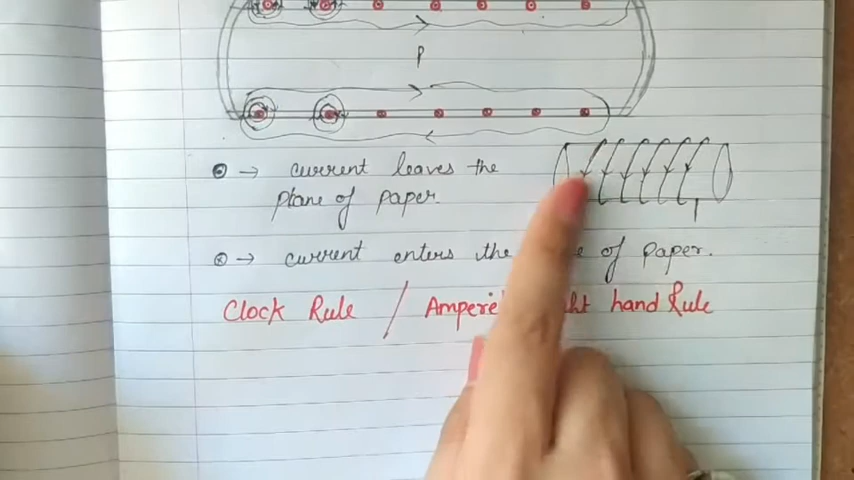 P
→ current leaves the
plane of paper.
→ current enters the of paper.
Clock Rule / Ampere's hand Rule